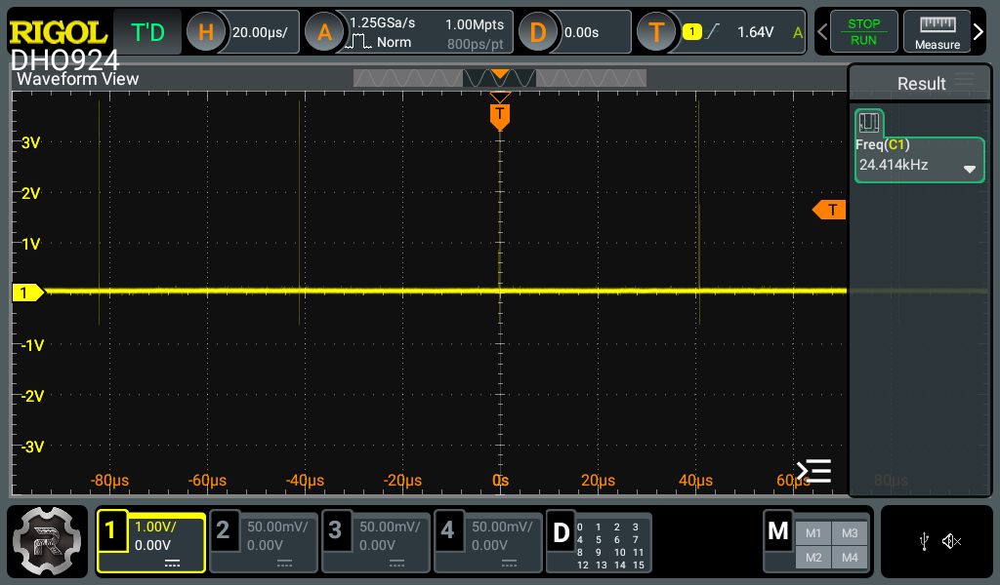 RIGOL T'D H 20.00µs/ A 1.25GSa/s 1.00Mpts D 0.00s T 1 1.64V A STOP
Norm 800ps/pt RUN Measure
DHO924
Waveform View
Result
T
Freq(C1)
24.414kHz
3V
2V
T
1V
1
-1V
-2V
-3V
-80µs -60µs -40µs -20µs 0s 20µs 40µs 60µs 80µs
1 1.00V/ 2 50.00mV/ 3 50.00mV/ 4 50.00mV/ D 0 1 2 3 M M1 M3
0.00V 0.00V 0.00V 0.00V 4 5 6 7
8 9 10 11 M2 M4
12 13 14 15
R